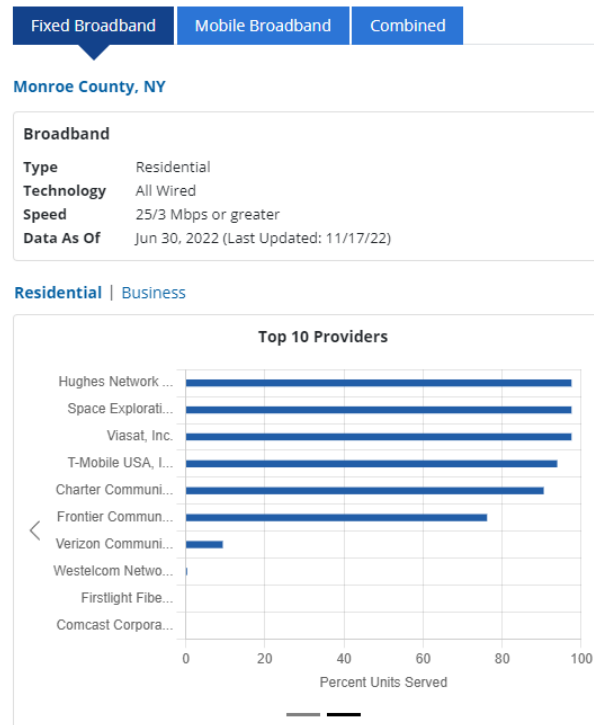 Fixed Broadband Mobile Broadband Combined
Monroe County, NY
Broadband
Type Residential
Technology All Wired
Speed 25/3 Mbps or greater
Data As Of Jun 30, 2022 (Last Updated: 11/17/22)
Residential | Business
Top 10 Providers
Hughes Network ...
Space Explorati...
Viasat, Inc.
T-Mobile USA, I...
Charter Communi...
Frontier Commun...
Verizon Communi...
Westelcom Netwo...
Firstlight Fibe...
Comcast Corpora...
0 20 40 60 80 100
Percent Units Served